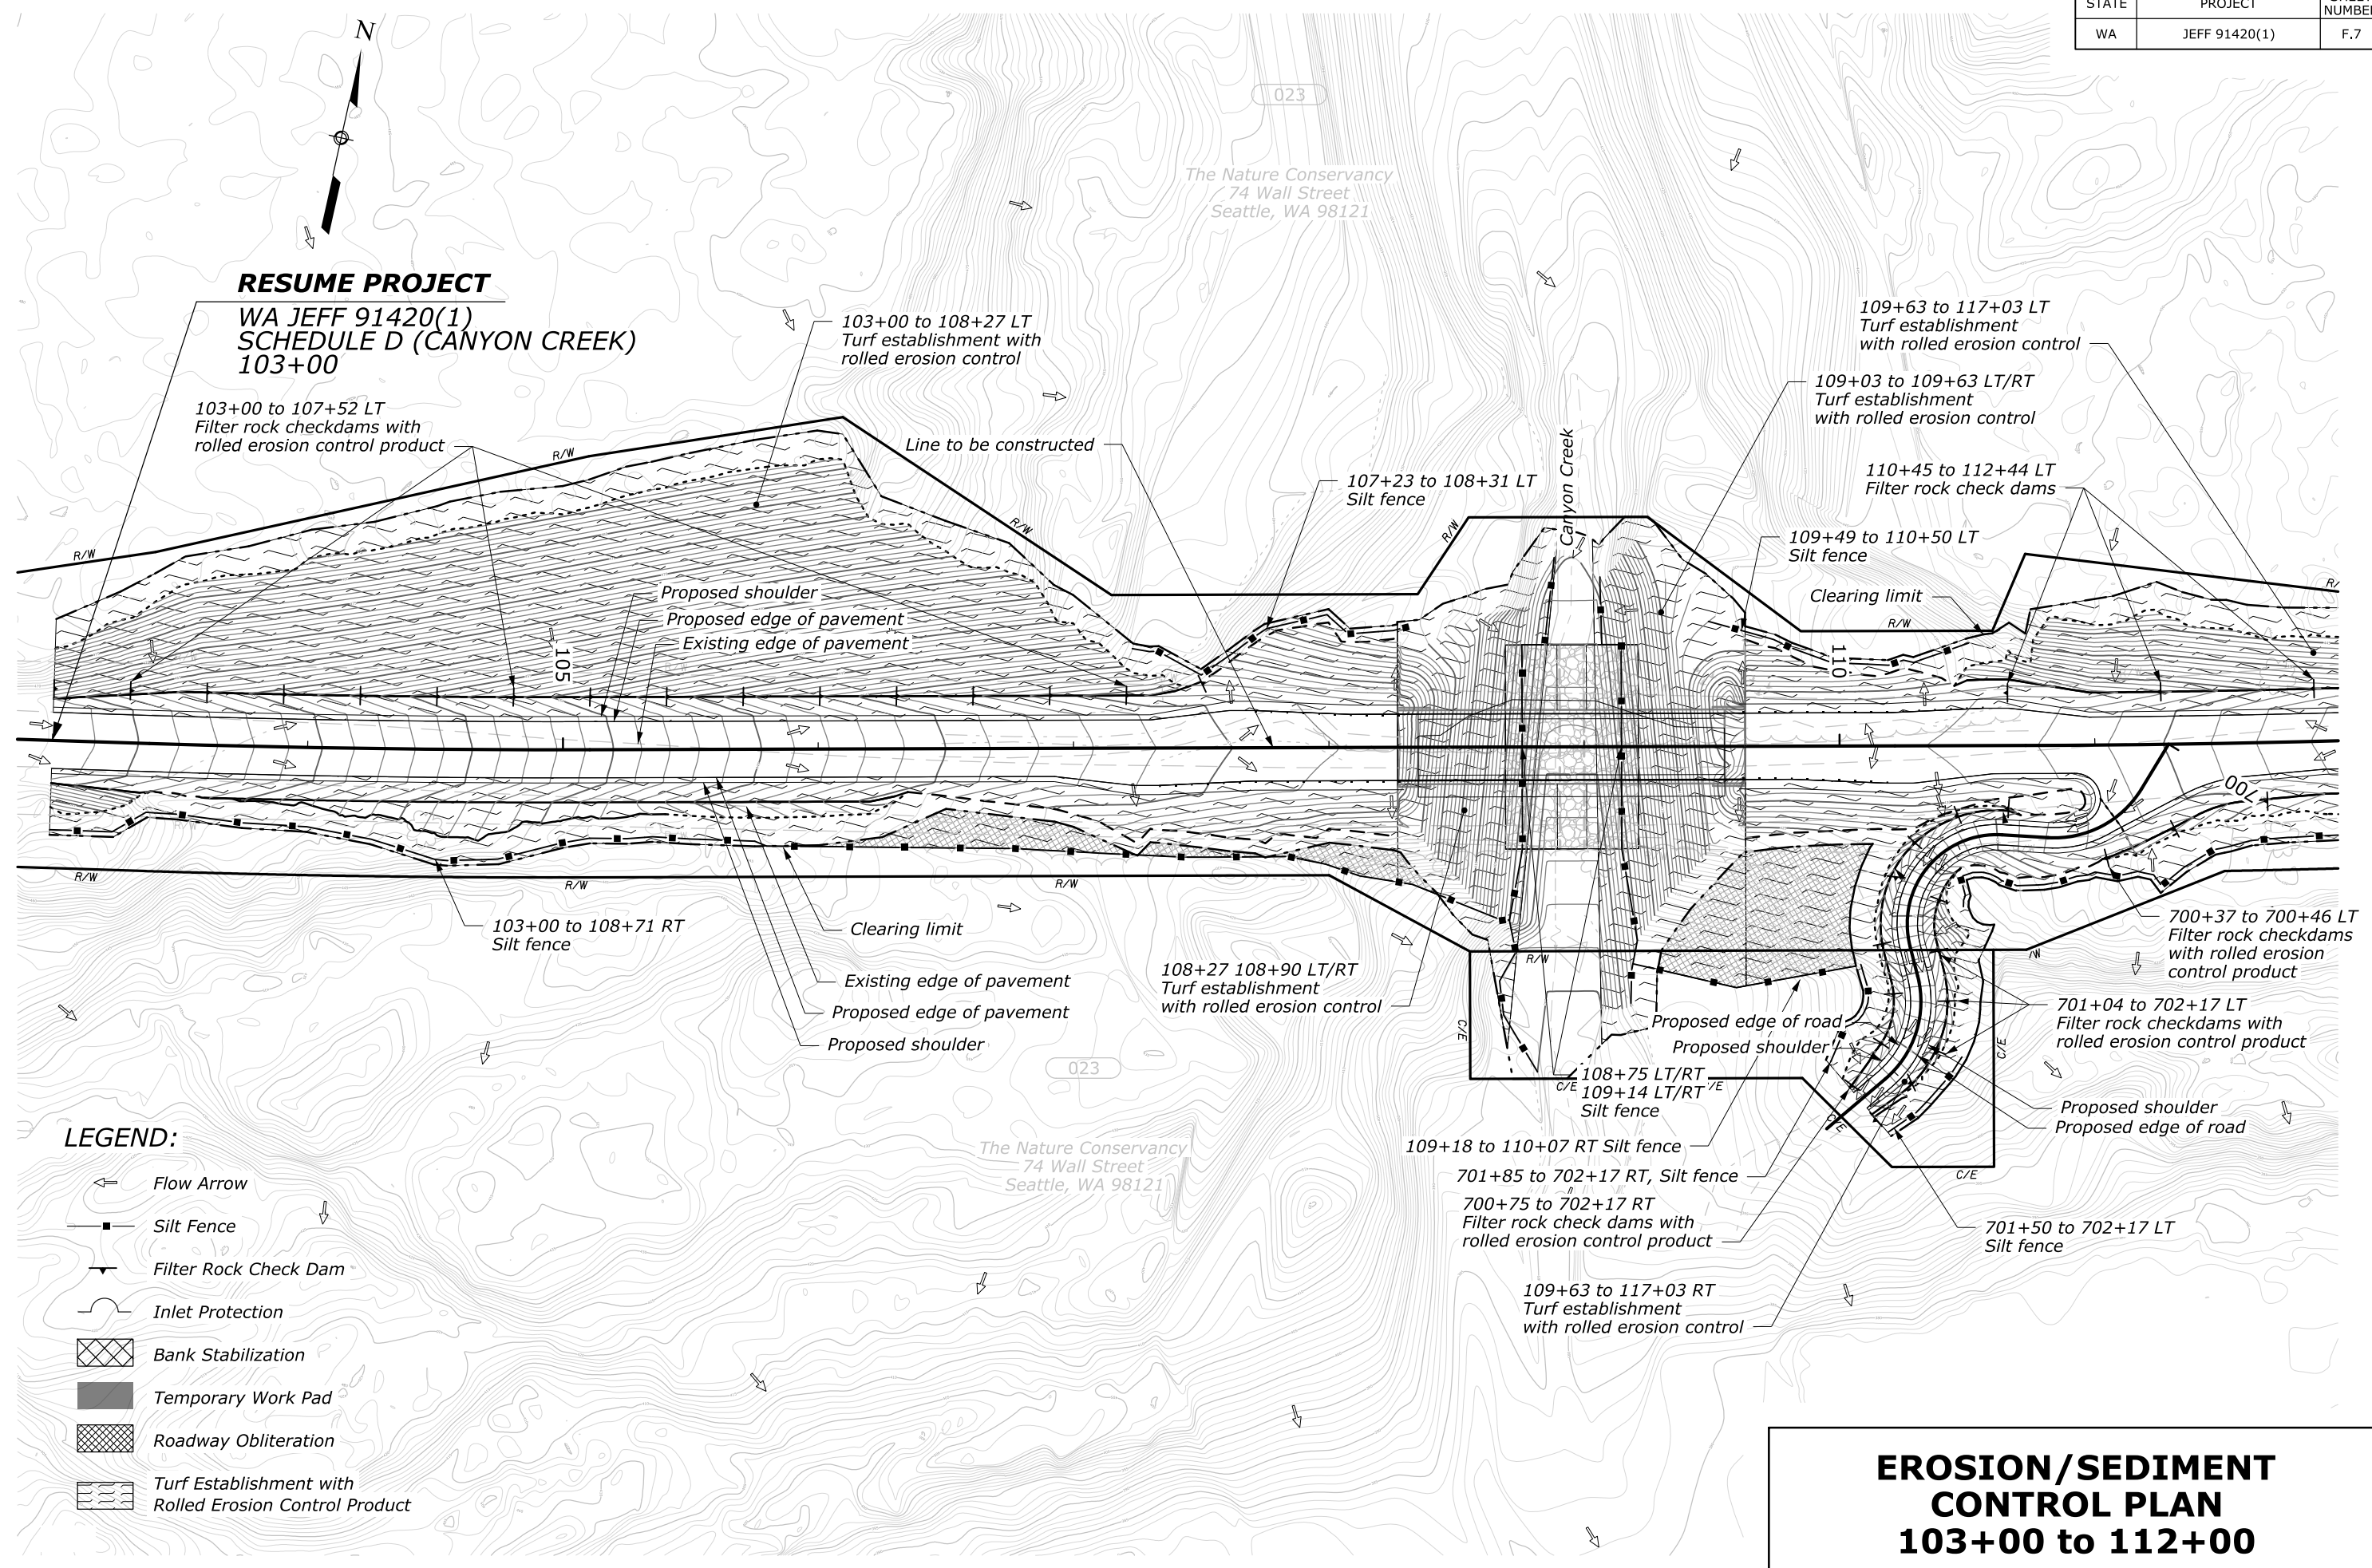 STATE
PROJECT
NUMBER
WA
JEFF 91420(1)
F.7
N
023
The Nature Conservancy
74 Wall Street
Seattle, WA 98121
RESUME PROJECT
WA JEFF 91420(1)
SCHEDULE D (CANYON CREEK)
103+00
103+00 to 107+52 LT
Filter rock checkdams with
rolled erosion control product
103+00 to 108+27 LT
Turf establishment with
rolled erosion control
Line to be constructed
107+23 to 108+31 LT
Silt fence
Canyon Creek
109+63 to 117+03 LT
Turf establishment
with rolled erosion control
109+03 to 109+63 LT/RT
Turf establishment
with rolled erosion control
110+45 to 112+44 LT
Filter rock check dams
109+49 to 110+50 LT
Silt fence
Clearing limit
R/W
R/W
R/W
R/W
R/W
R/
Proposed shoulder
Proposed edge of pavement
Existing edge of pavement
105
110
700
R/W
R/W
R/W
R/W
R/W
/W
103+00 to 108+71 RT
Silt fence
Clearing limit
Existing edge of pavement
Proposed edge of pavement
Proposed shoulder
108+27 108+90 LT/RT
Turf establishment
with rolled erosion control
700+37 to 700+46 LT
Filter rock checkdams
with rolled erosion
control product
701+04 to 702+17 LT
Filter rock checkdams with
rolled erosion control product
Proposed edge of road
Proposed shoulder
C/E
C/E
/E
C/E
C/E
C/E
108+75 LT/RT
109+14 LT/RT
Silt fence
Proposed shoulder
Proposed edge of road
109+18 to 110+07 RT Silt fence
701+85 to 702+17 RT, Silt fence
700+75 to 702+17 RT
Filter rock check dams with
rolled erosion control product
701+50 to 702+17 LT
Silt fence
109+63 to 117+03 RT
Turf establishment
with rolled erosion control
023
The Nature Conservancy
74 Wall Street
Seattle, WA 98121
LEGEND:
Flow Arrow
Silt Fence
Filter Rock Check Dam
Inlet Protection
Bank Stabilization
Temporary Work Pad
Roadway Obliteration
Turf Establishment with
Rolled Erosion Control Product
EROSION/SEDIMENT
CONTROL PLAN
103+00 to 112+00